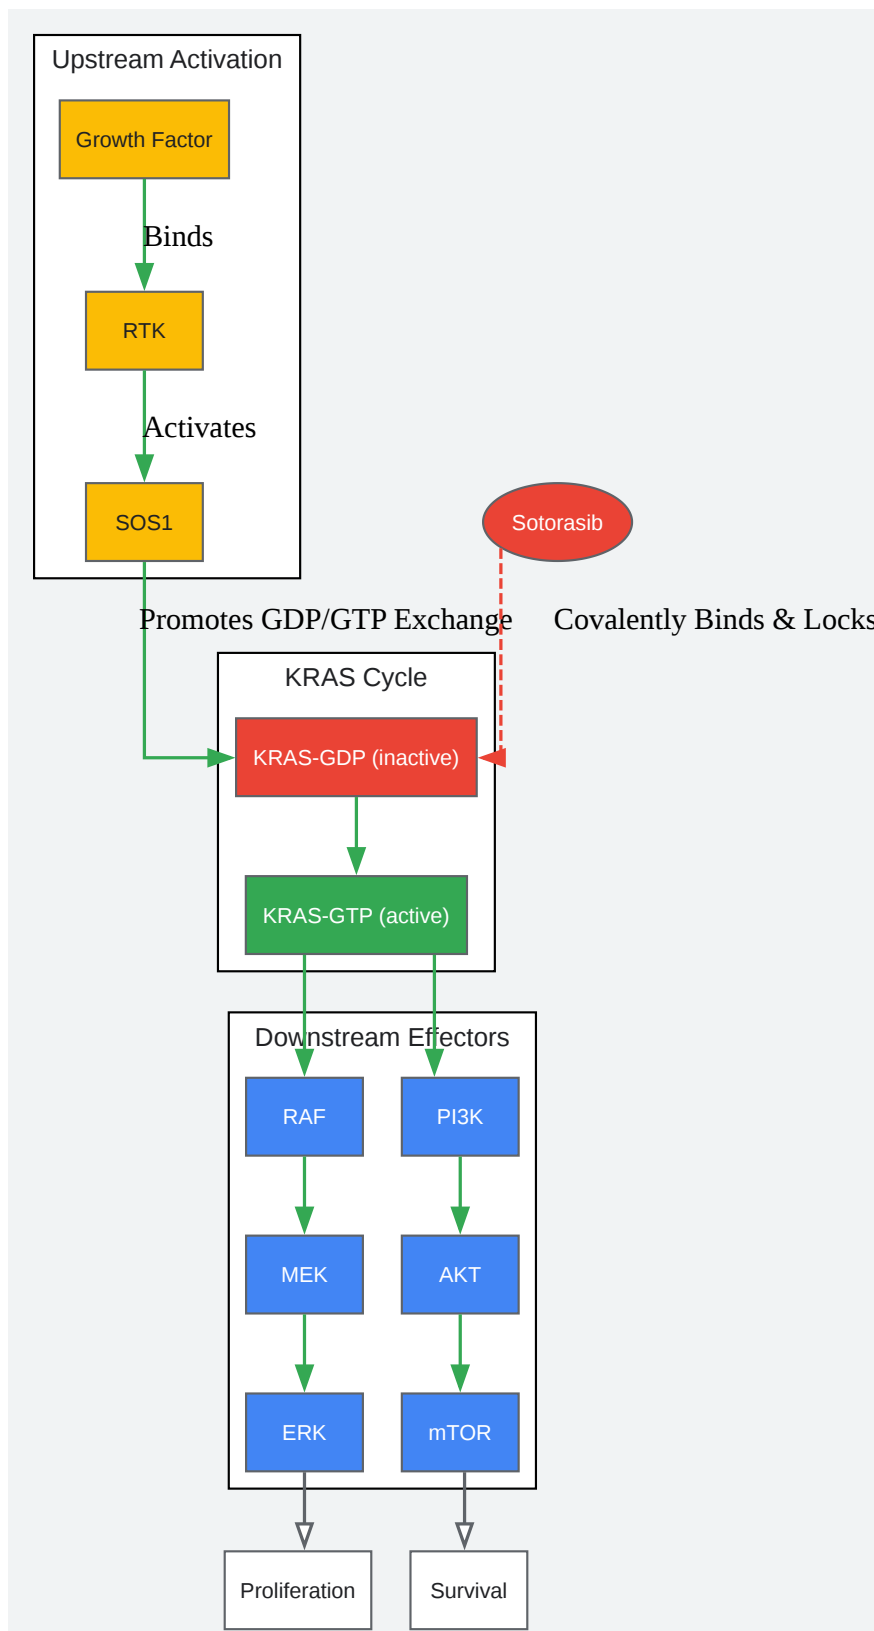 Upstream Activation
Growth Factor
Binds
RTK
Activates
SOS1
Sotorasib
Promotes GDP/GTP Exchange
Covalently Binds & Locks
KRAS Cycle
KRAS-GDP (inactive)
KRAS-GTP (active)
Downstream Effectors
RAF
PI3K
MEK
AKT
ERK
mTOR
Proliferation
Survival